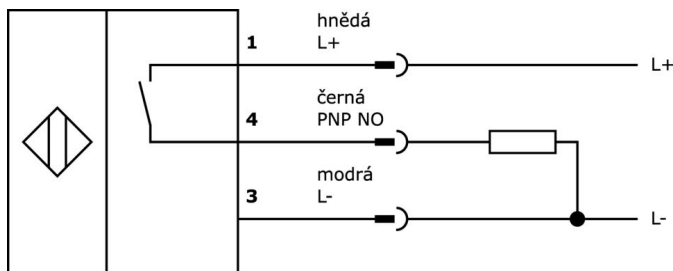 hnědá
1 L+
L+
černá
4 PNP NO
modrá
3 L-
L-